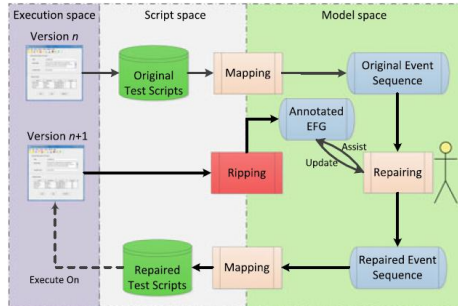 Execution space
Script space
Model space
Version n
Original
Test Scripts
Mapping
Original Event
Sequence
Annotated
EFG
Version n+1
Ripping
Assist
Update
Repairing
Repaired
Test Scripts
Mapping
Repaired Event
Sequence
Execute On